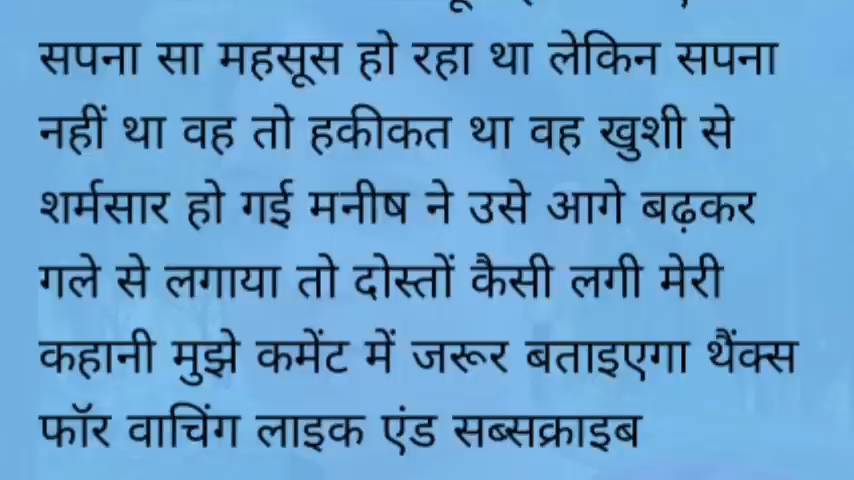 सपना सा महसूस हो रहा था लेकिन सपना
नहीं था वह तो हकीकत था वह खुशी से
शर्मसार हो गई मनीष ने उसे आगे बढ़कर
गले से लगाया तो दोस्तों कैसी लगी मेरी
कहानी मुझे कमेंट में जरूर बताइएगा थैंक्स
फॉर वाचिंग लाइक एंड सब्सक्राइब